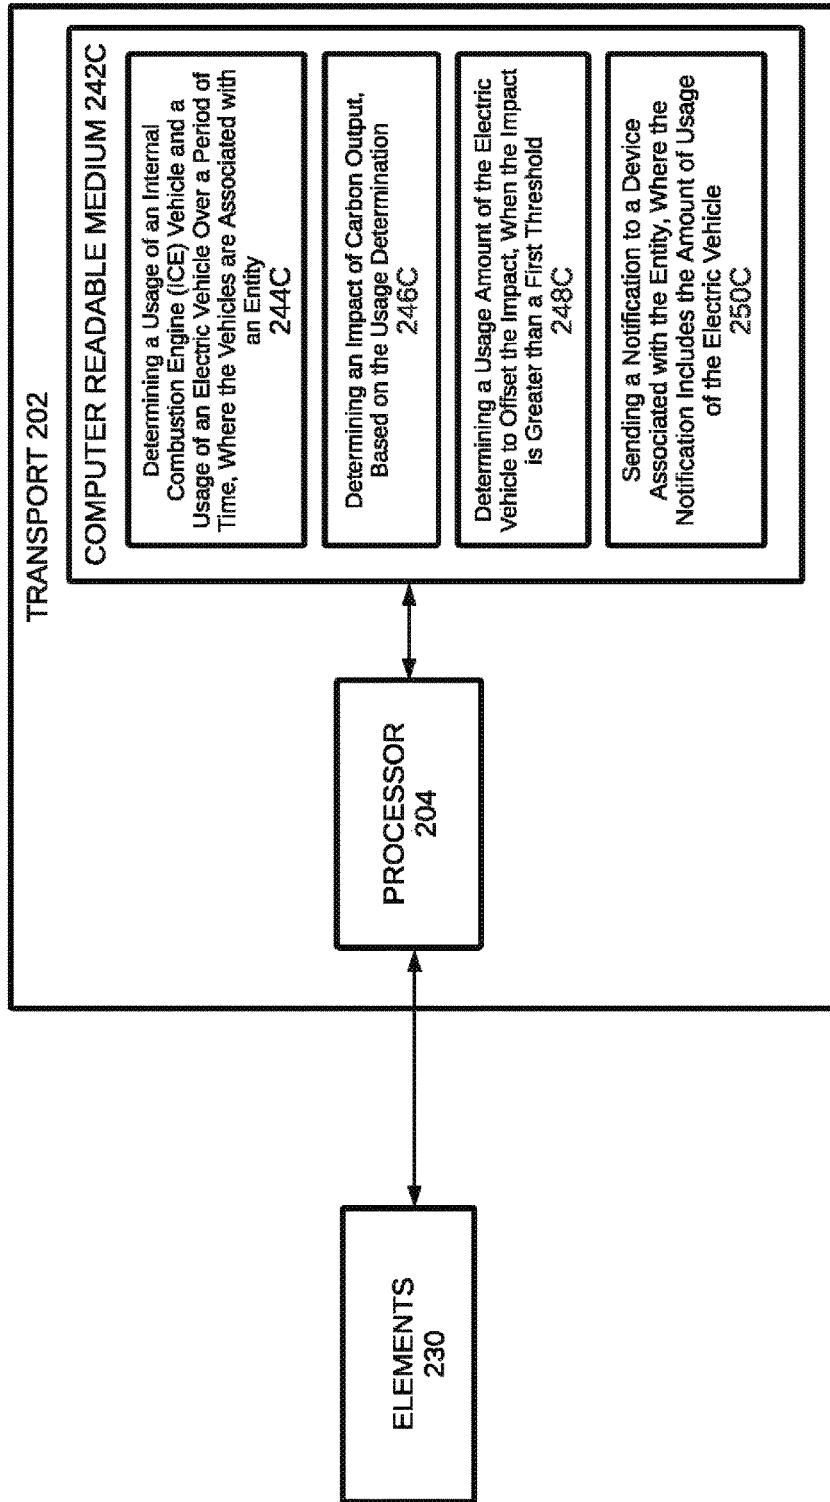 TRANSPORT 202
COMPUTER READABLE MEDIUM 242C
Determining a Usage of an Internal
Combustion Engine (ICE) Vehicle and a
Usage of an Electric Vehicle Over a Period of
Time, Where the Vehicles are Associated with
an Entity
244C
Determining an Impact of Carbon Output,
Based on the Usage Determination
246C
Determining a Usage Amount of the Electric
Vehicle to Offset the Impact, When the Impact
is Greater than a First Threshold
248C
Sending a Notification to a Device
Associated with the Entity, Where the
Notification Includes the Amount of Usage
of the Electric Vehicle
250C
PROCESSOR
204
ELEMENTS
230